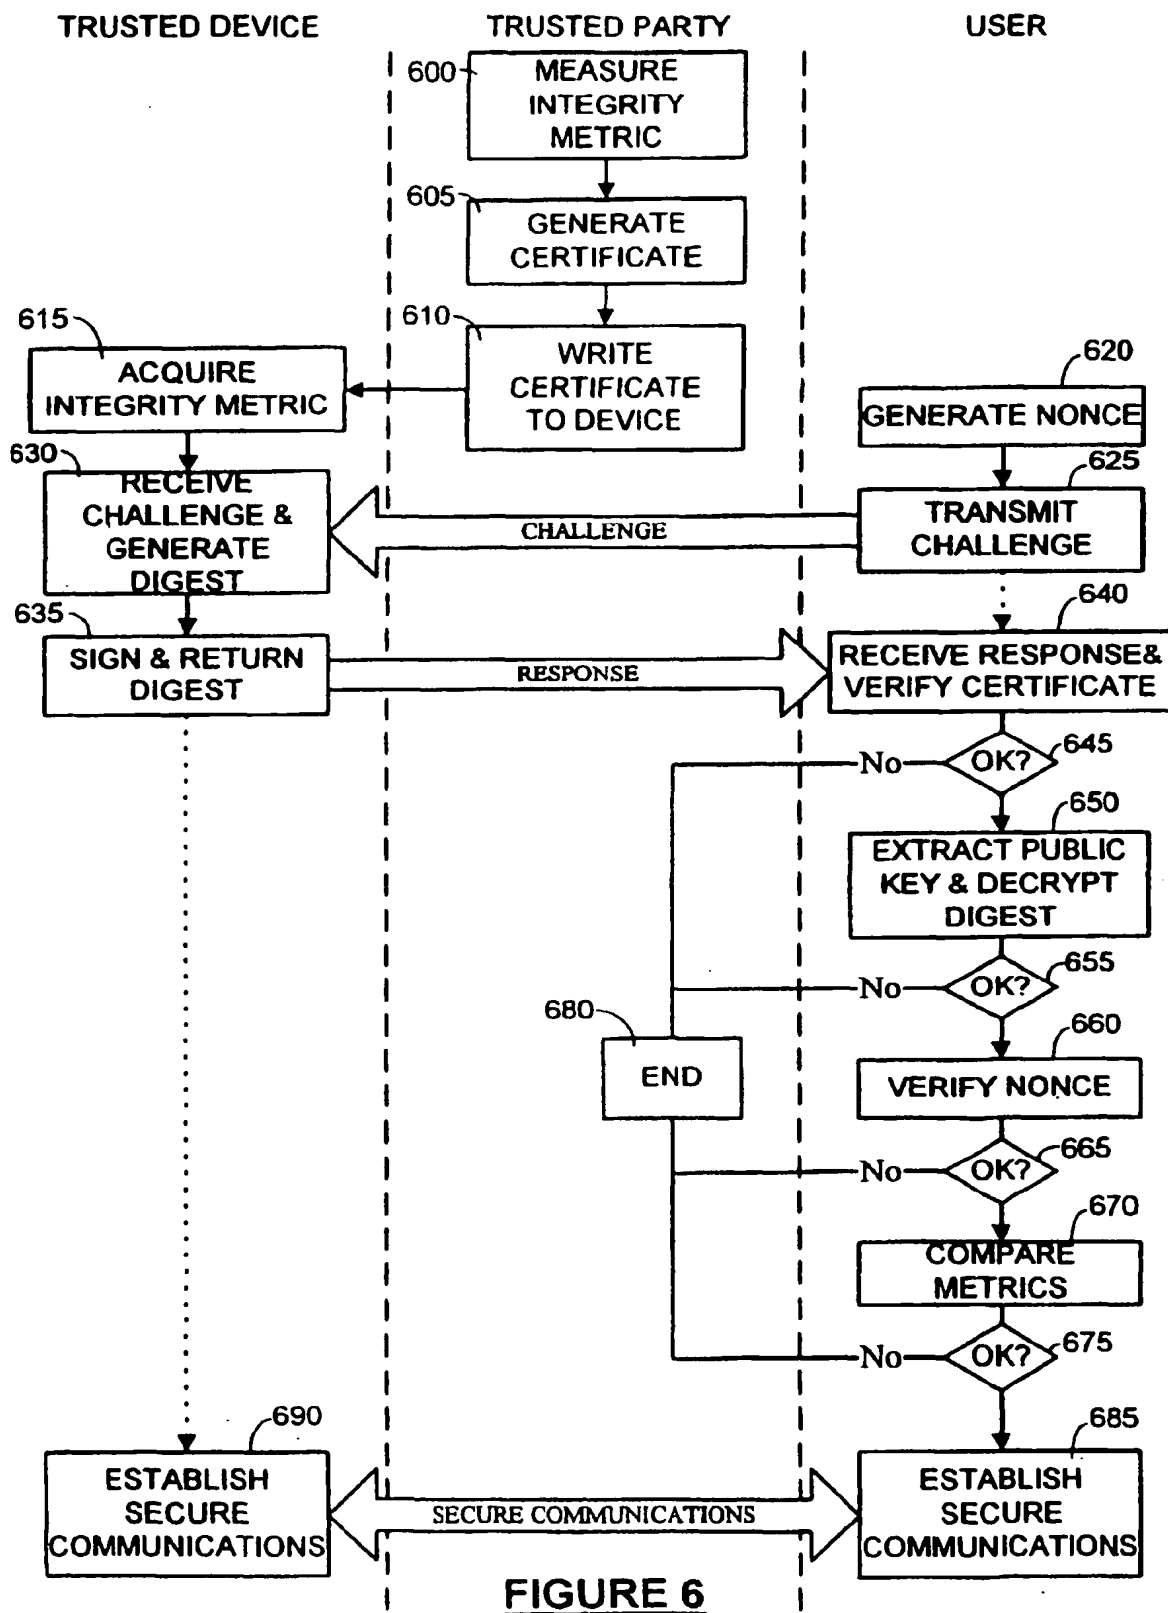 TRUSTED DEVICE
TRUSTED PARTY
USER
600
MEASURE
INTEGRITY
METRIC
605
GENERATE
CERTIFICATE
610
WRITE
CERTIFICATE
TO DEVICE
615
ACQUIRE
INTEGRITY METRIC
620
GENERATE NONCE
625
TRANSMIT
CHALLENGE
CHALLENGE
630
RECEIVE
CHALLENGE &
GENERATE
DIGEST
635
SIGN & RETURN
DIGEST
RESPONSE
640
RECEIVE RESPONSE&
VERIFY CERTIFICATE
645
OK?
No
650
EXTRACT PUBLIC
KEY & DECRYPT
DIGEST
655
OK?
No
680
END
660
VERIFY NONCE
665
OK?
No
670
COMPARE
METRICS
675
OK?
No
690
ESTABLISH
SECURE
COMMUNICATIONS
SECURE COMMUNICATIONS
685
ESTABLISH
SECURE
COMMUNICATIONS
FIGURE 6